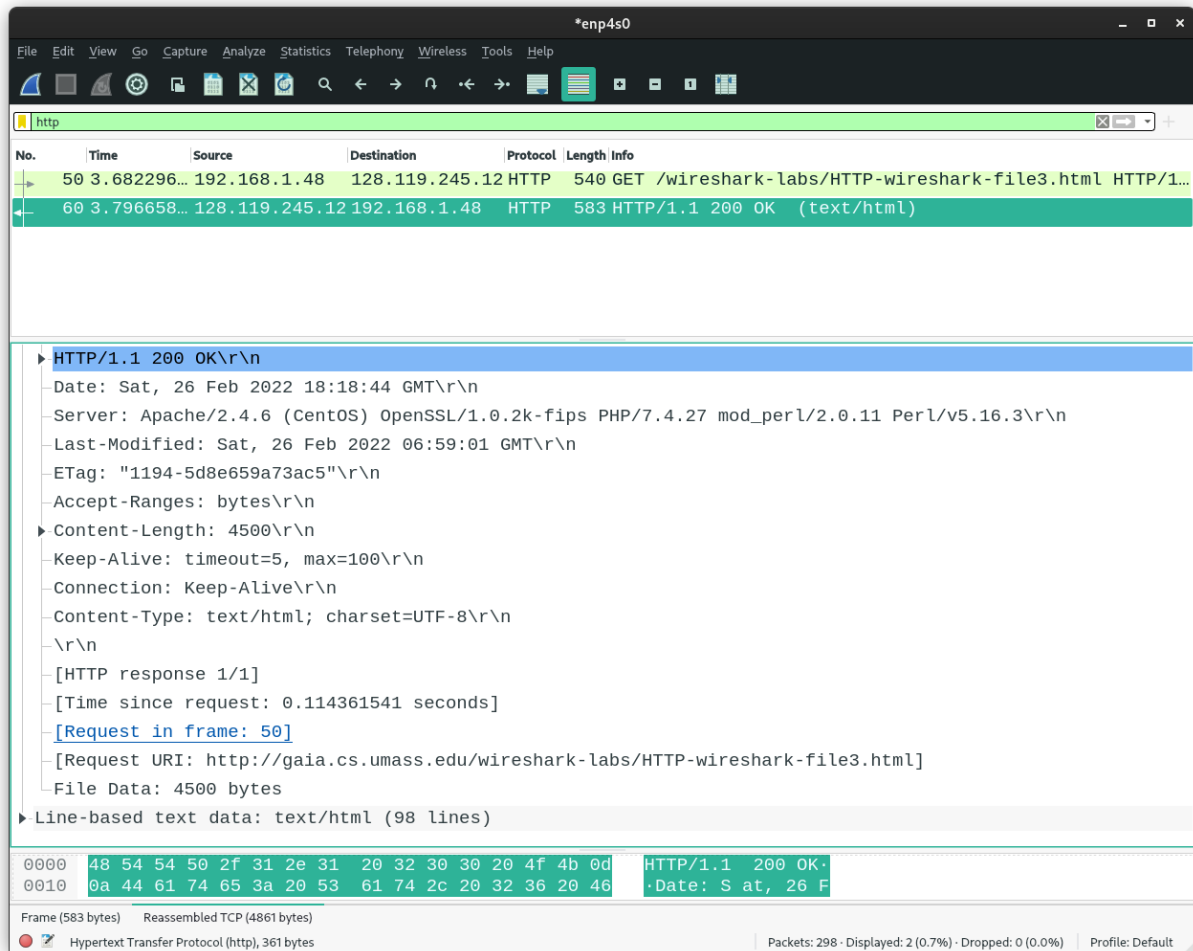 *enp4s0
File Edit View Go Capture Analyze Statistics Telephony Wireless Tools Help
http
No. Time Source Destination Protocol Length Info
50 3.682296… 192.168.1.48 128.119.245.12 HTTP 540 GET /wireshark-labs/HTTP-wireshark-file3.html HTTP/1…
60 3.796658… 128.119.245.12 192.168.1.48 HTTP 583 HTTP/1.1 200 OK (text/html)
HTTP/1.1 200 OK\r\n
Date: Sat, 26 Feb 2022 18:18:44 GMT\r\n
Server: Apache/2.4.6 (CentOS) OpenSSL/1.0.2k-fips PHP/7.4.27 mod_perl/2.0.11 Perl/v5.16.3\r\n
Last-Modified: Sat, 26 Feb 2022 06:59:01 GMT\r\n
ETag: "1194-5d8e659a73ac5"\r\n
Accept-Ranges: bytes\r\n
Content-Length: 4500\r\n
Keep-Alive: timeout=5, max=100\r\n
Connection: Keep-Alive\r\n
Content-Type: text/html; charset=UTF-8\r\n
\r\n
[HTTP response 1/1]
[Time since request: 0.114361541 seconds]
[Request in frame: 50]
[Request URI: http://gaia.cs.umass.edu/wireshark-labs/HTTP-wireshark-file3.html]
File Data: 4500 bytes
Line-based text data: text/html (98 lines)
0000 48 54 54 50 2f 31 2e 31 20 32 30 30 20 4f 4b 0d HTTP/1.1 200 OK·
0010 0a 44 61 74 65 3a 20 53 61 74 2c 20 32 36 20 46 ·Date: S at, 26 F
Frame (583 bytes) Reassembled TCP (4861 bytes)
Hypertext Transfer Protocol (http), 361 bytes Packets: 298 · Displayed: 2 (0.7%) · Dropped: 0 (0.0%) Profile: Default